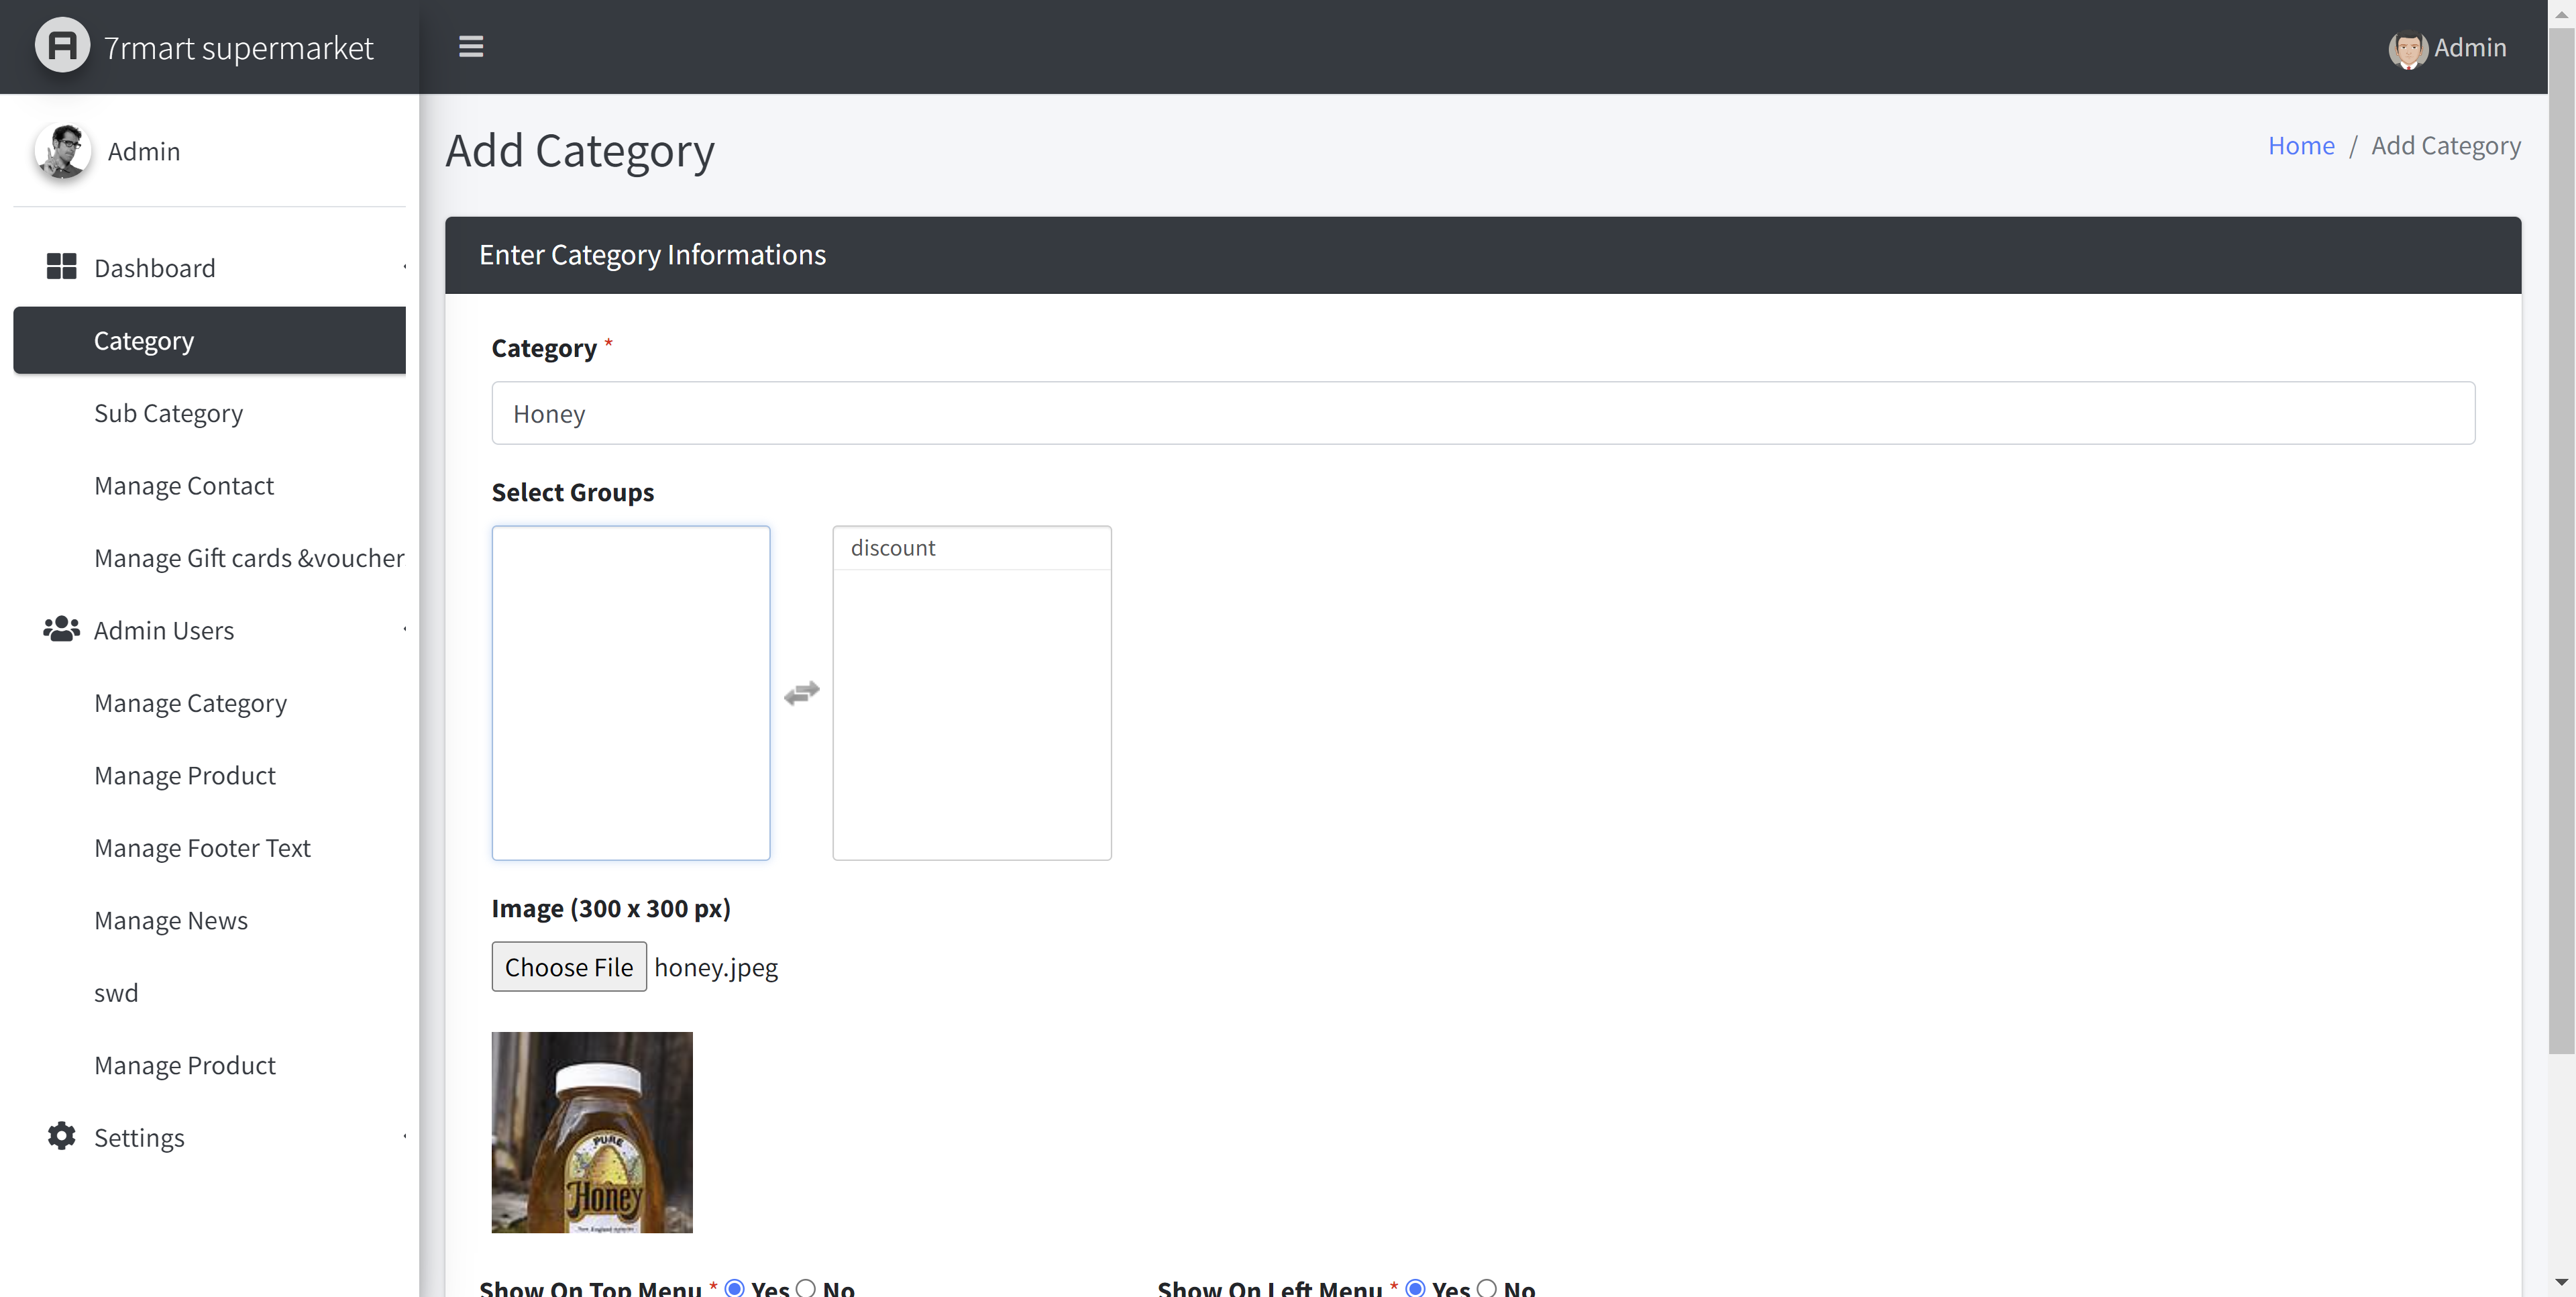 7rmart supermarket
Admin
Admin
Add Category
Home / Add Category
Dashboard
Category
Sub Category
Manage Contact
Manage Gift cards &voucher
Admin Users
Manage Category
Manage Product
Manage Footer Text
Manage News
swd
Manage Product
Settings
Enter Category Informations
Category *
Honey
Select Groups
discount
Image (300 x 300 px)
Choose File honey.jpeg
PURE
Honey
Show On Top Menu * Yes No
Show On Left Menu * Yes No